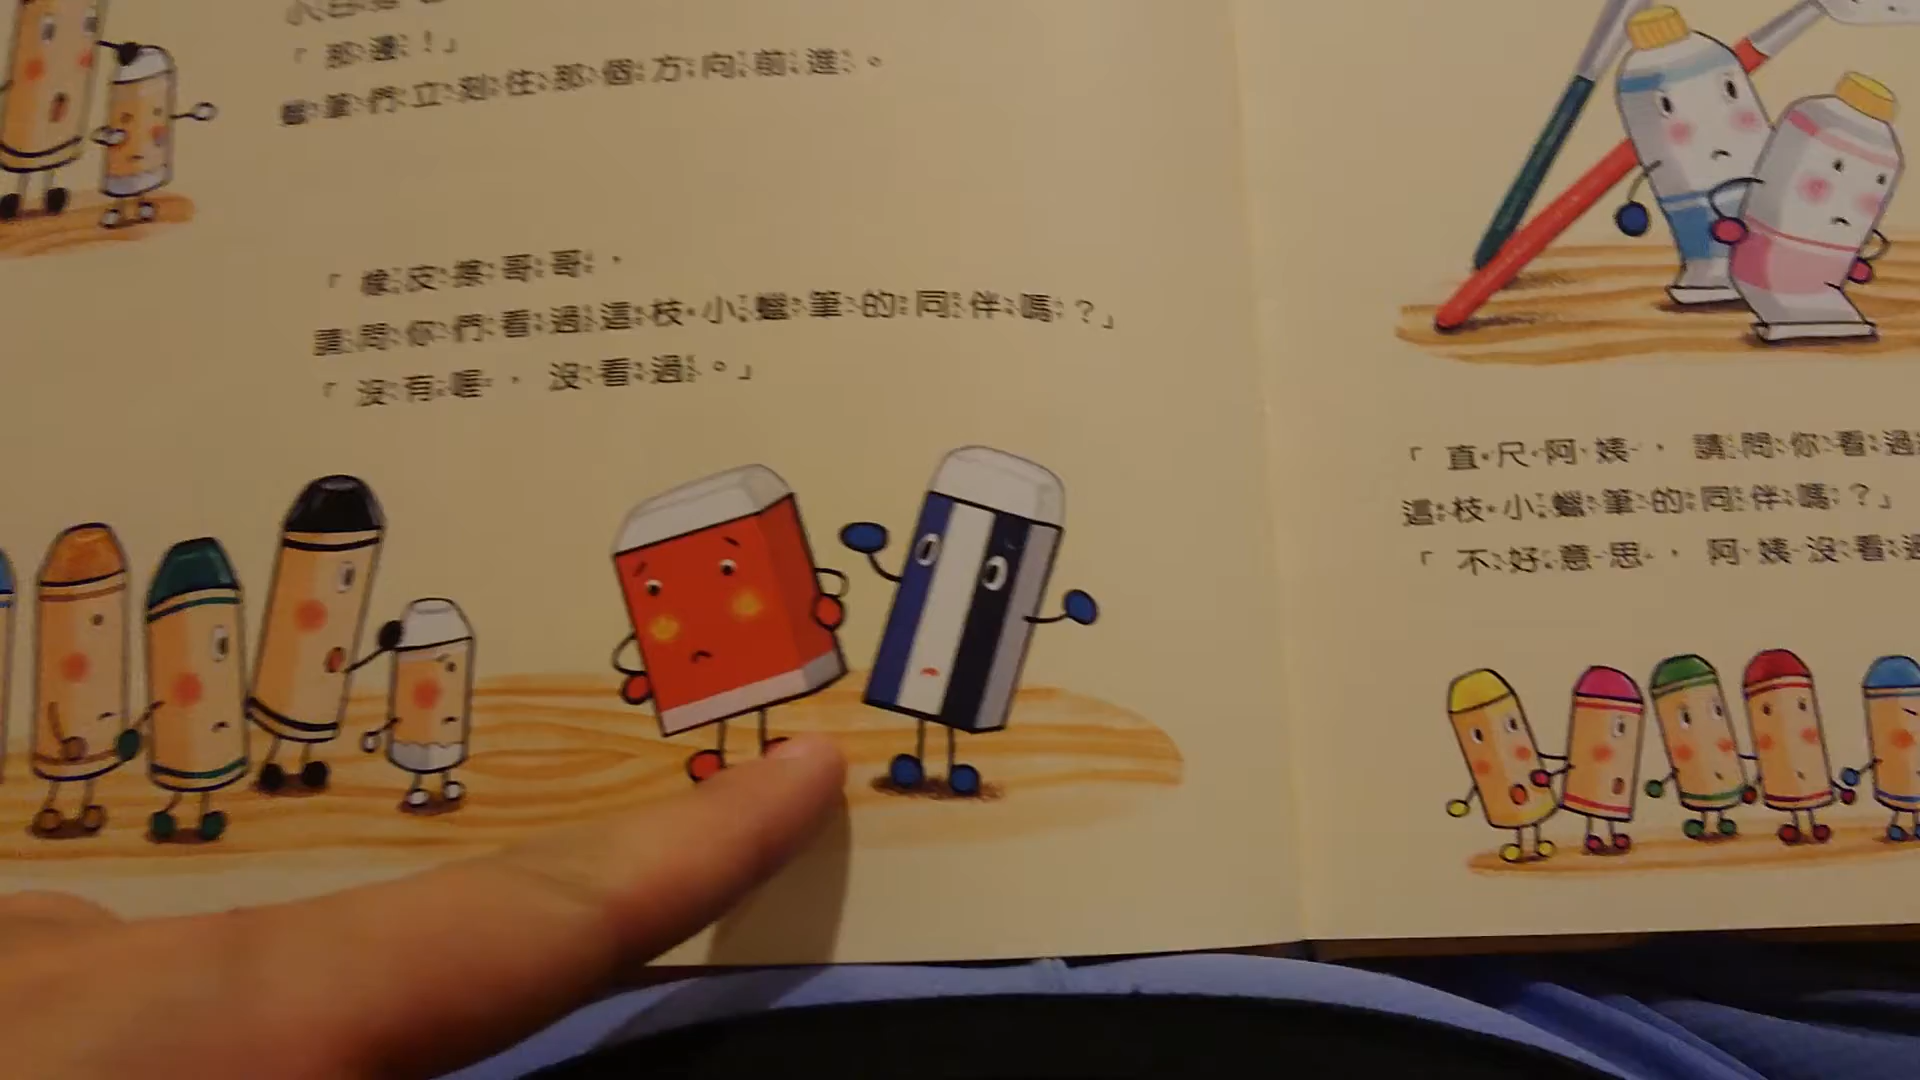 「那邊！」
蠟筆們立刻往那個方向前進。
「橡皮擦哥哥，
請問你們看過這枝小蠟筆的同伴嗎？」
「沒有喔，沒看過。」
「直尺阿姨，請問你看過
這枝小蠟筆的同伴嗎？」
「不好意思，阿姨沒看過